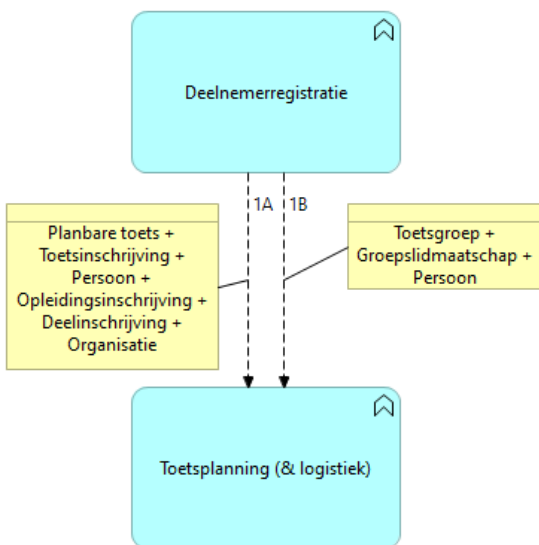 Deelnemerregistratie
1A
1B
Planbare toets +
Toetsinschrijving +
Persoon +
Opleidingsinschrijving +
Deelinschrijving +
Organisatie
Toetsgroep +
Groepslidmaatschap +
Persoon
Toetsplanning (& logistiek)